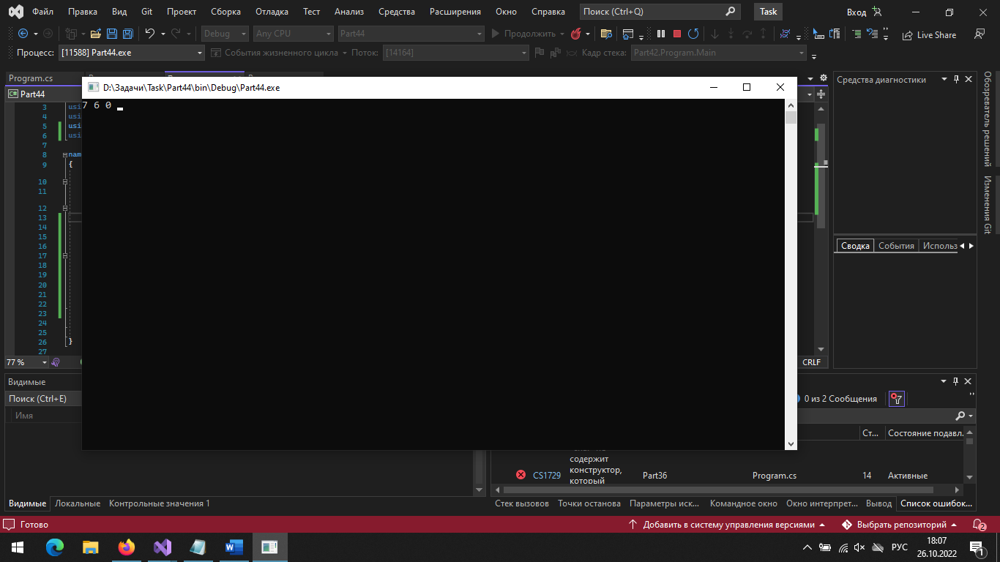 Файл Правка Вид Git Проект Сборка Отладка Тест Анализ Средства Расширения Окно Справка Поиск (Ctrl+Q) Task Вход
Debug Any CPU Part44 Продолжить Live Share
Процесс: [11588] Part44.exe События жизненного цикла Поток: [14164] Кадр стека: Part42.Program.Main
Program.cs
D:\Задачи\Task\Part44\bin\Debug\Part44.exe
Средства диагностики
Обозреватель решений
Изменения Git
Part44
7 6 0
3 usi
4 usi
5 usi
6 usi
7
8 nam
9 {
10
11
12
13
14
15
16
17
18
19
20
21
22
23
24
25
26 }
27
Сводка События Использ
77 % CRLF
Видимые
Поиск (Ctrl+E)
Имя
0 из 2 Сообщения
Ст... Состояние подавл.
содержит
конструктор,
который
CS1729 Part36 Program.cs 14 Активные
Видимые Локальные Контрольные значения 1
Стек вызовов Точки останова Параметры иск... Командное окно Окно интерпрет... Вывод Список ошибок...
Готово Добавить в систему управления версиями Выбрать репозиторий 2
РУС 18:07
26.10.2022 1